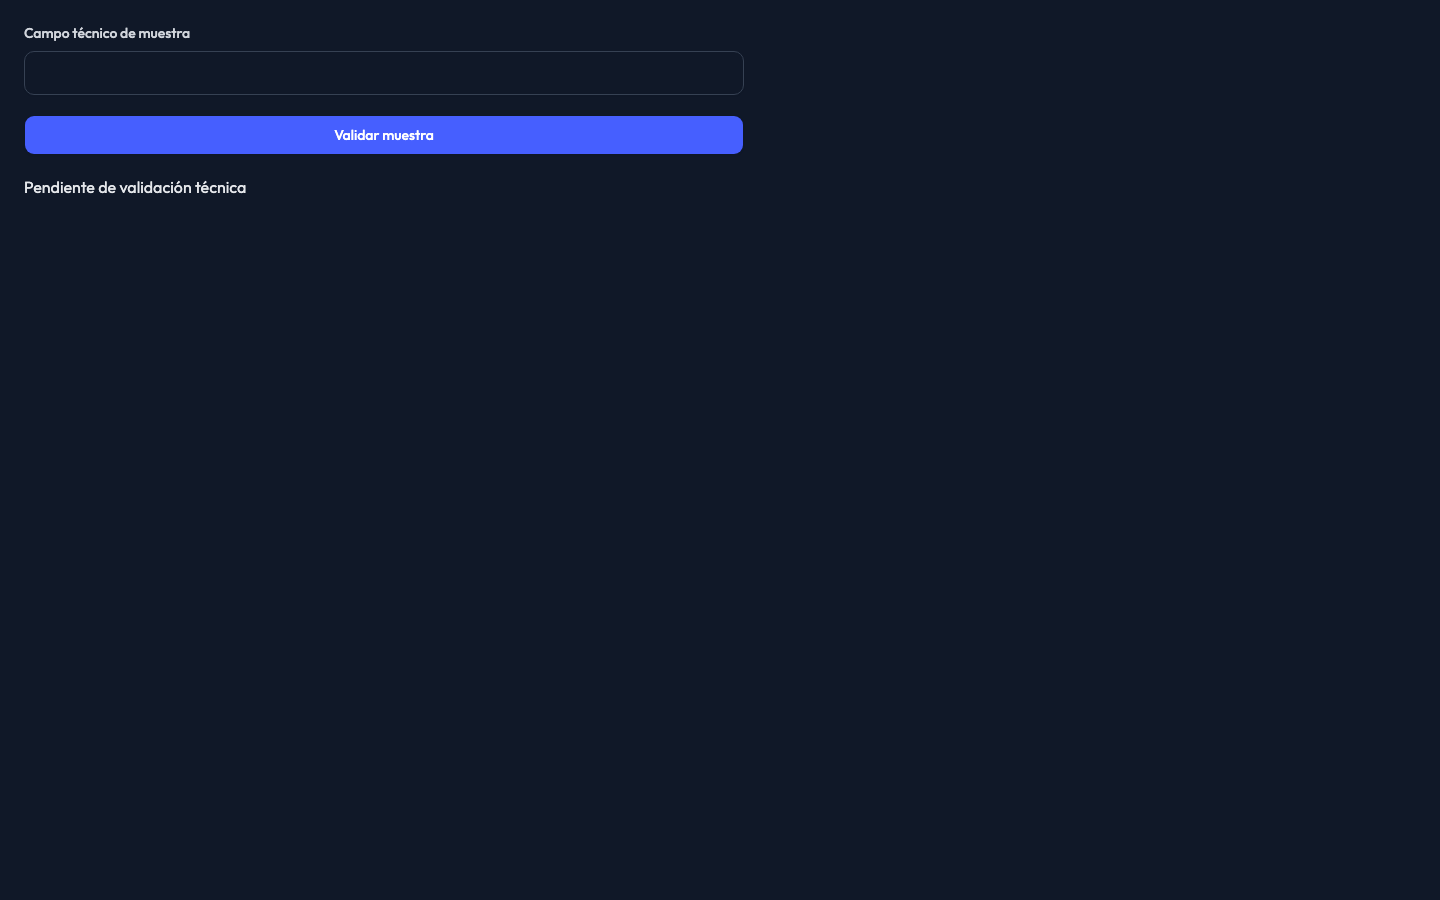 Campo técnico de muestra
Validar muestra
Pendiente de validación técnica